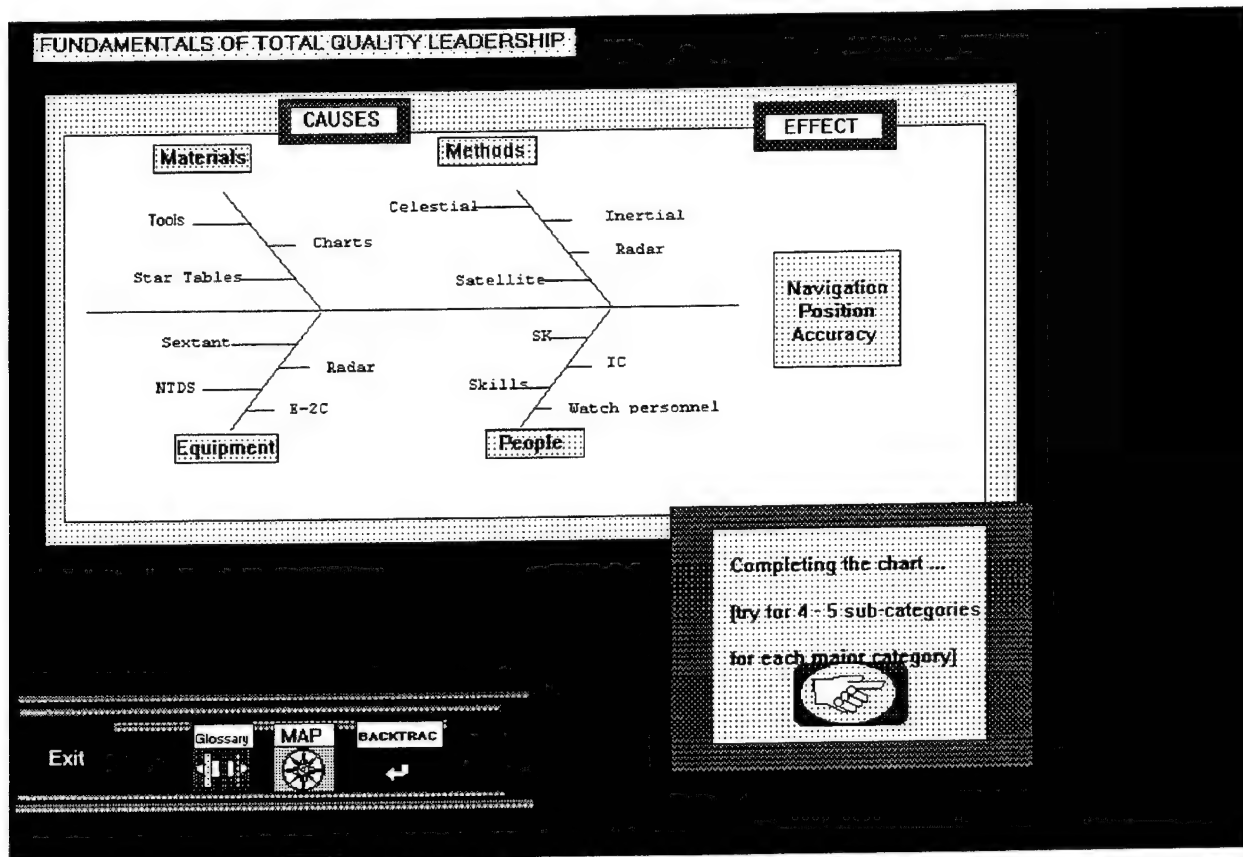 FUNDAMENTALS OF TOTAL QUALITY LEADERSHIP
CAUSES
EFFECT
Materials
Methods
Tools
Charts
Star Tables
Celestial
Inertial
Radar
Satellite
Navigation
Position
Accuracy
Sextant
Radar
NTDS
E-2C
Equipment
SK
IC
Skills
Watch personnel
People
Completing the chart ...
[try for 4 - 5 sub-categories
for each major category]
Exit
Glossary
MAP
BACKTRAC